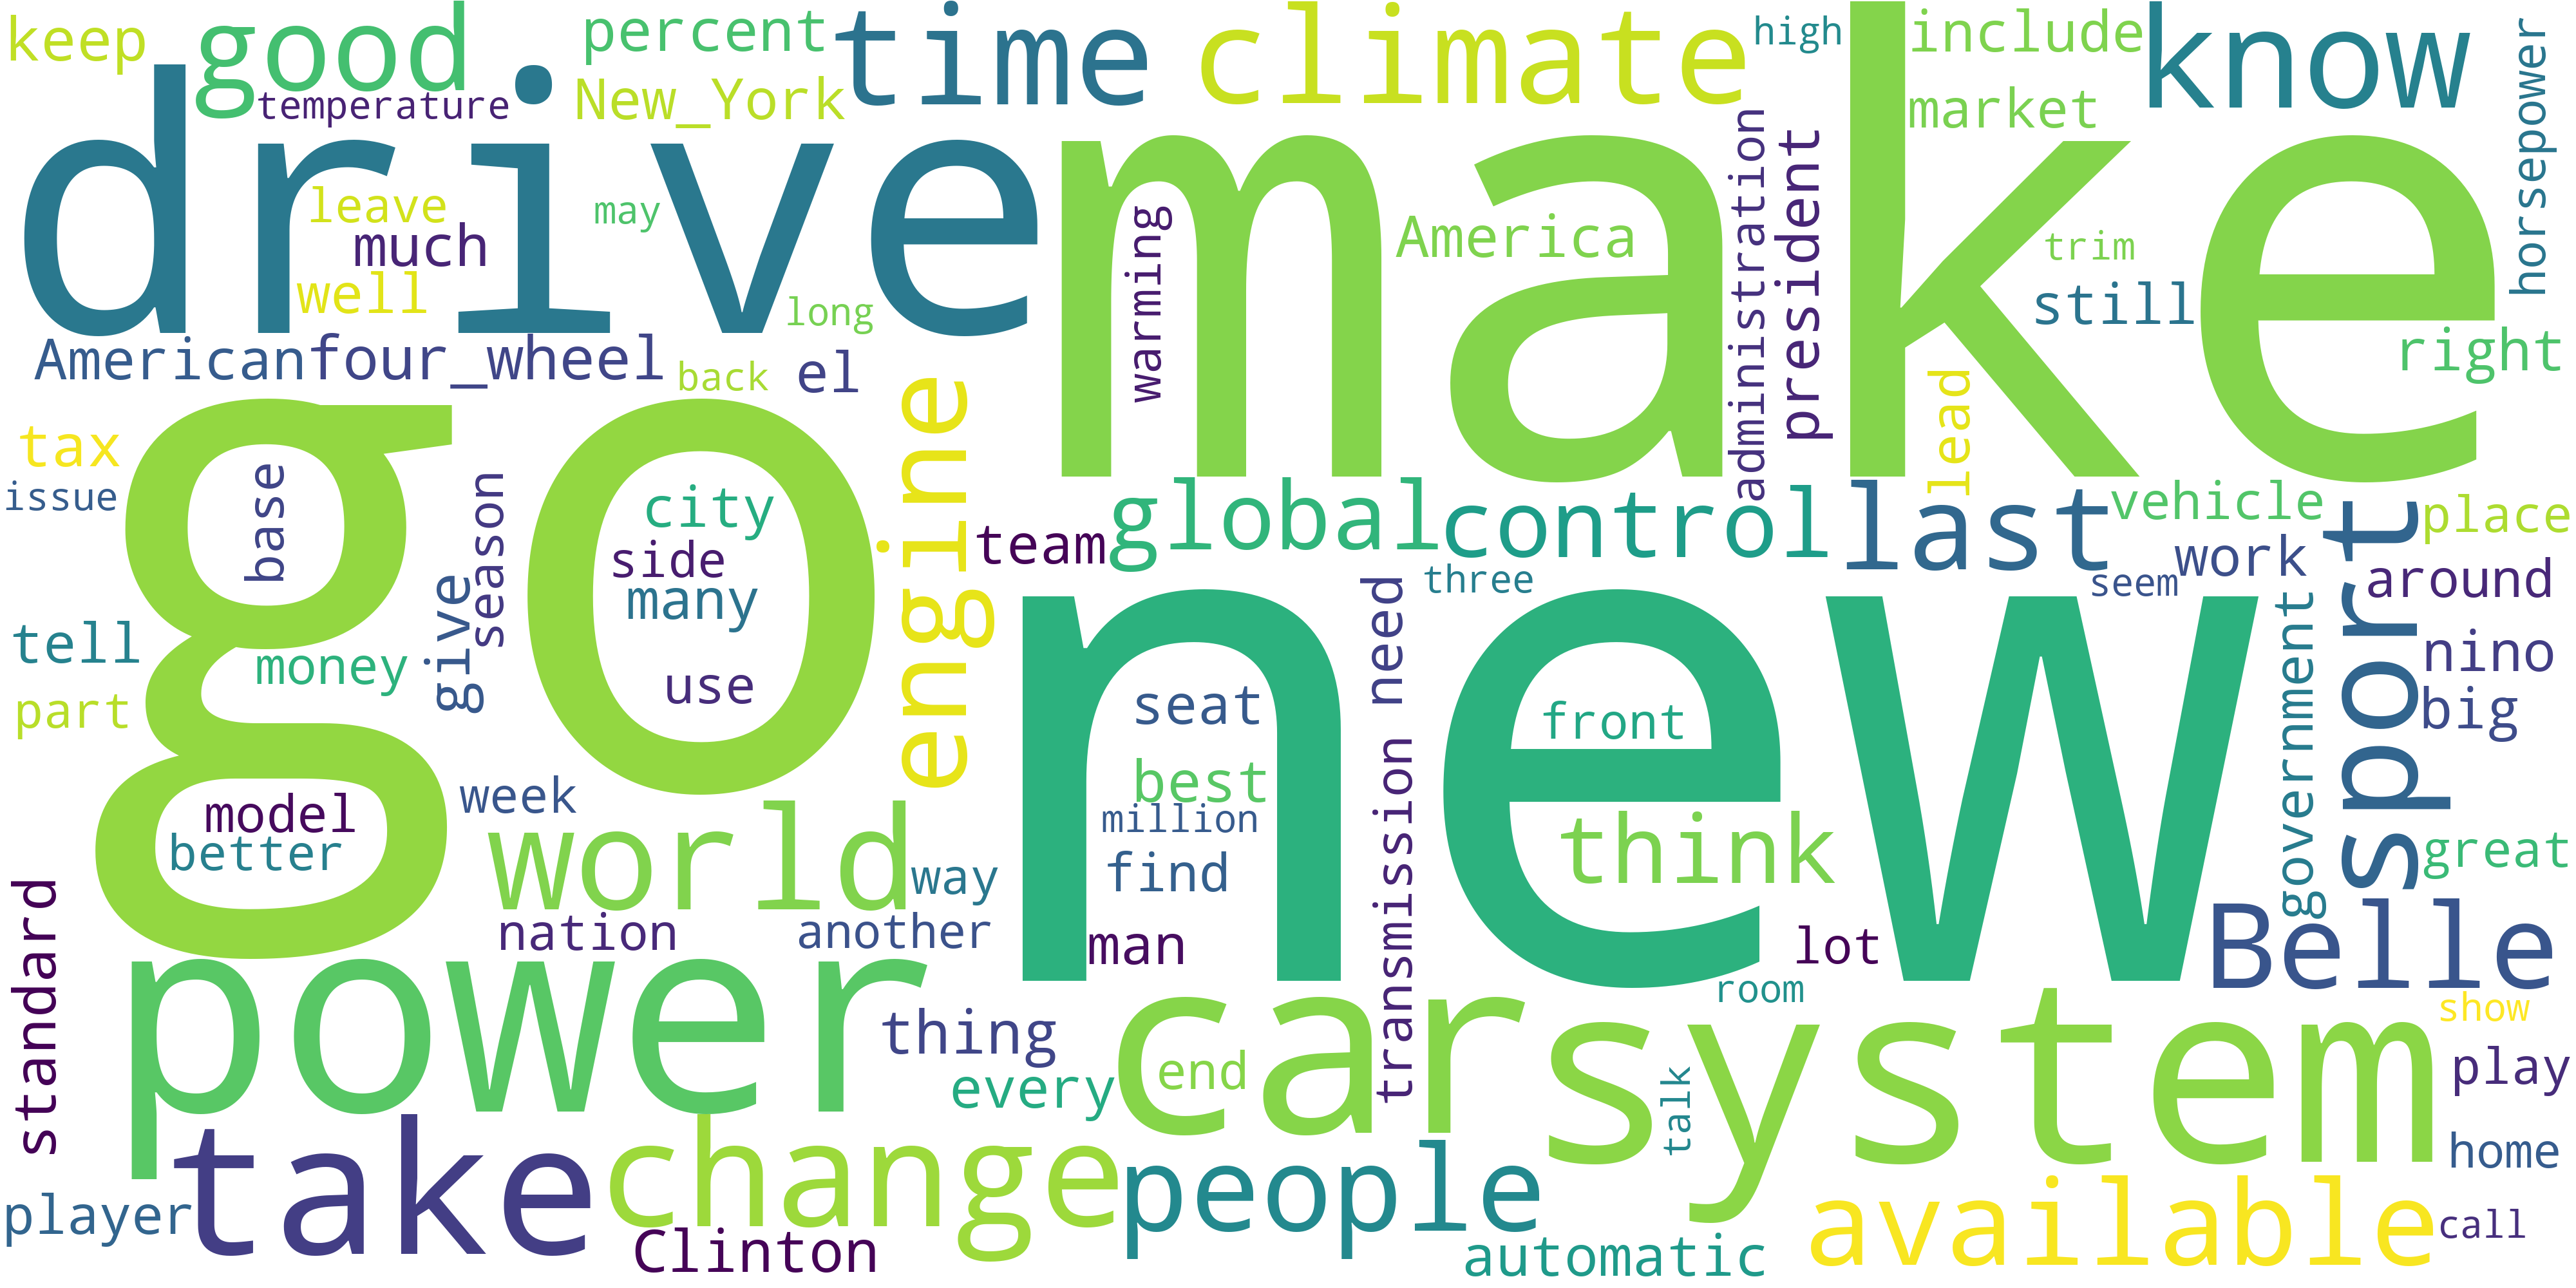 keep
good
percent
time
climate
high
include
know
horsepower
temperature
New_York
market
drive
make
administration
president
leave
much
may
well
long
warming
America
trim
still
right
American
four_wheel
back
el
lead
tax
issue
go
base
season
city
side
many
use
engine
team
global
control
last
vehicle
place
sport
work
around
seem
three
new
need
transmission
tell
part
money
give
seat
best
million
find
man
front
think
government
nino
big
great
model
better
week
world
way
another
nation
lot
room
Belle
standard
power
thing
every
car
end
system
talk
show
play
home
call
take
player
change
Clinton
people
automatic
available